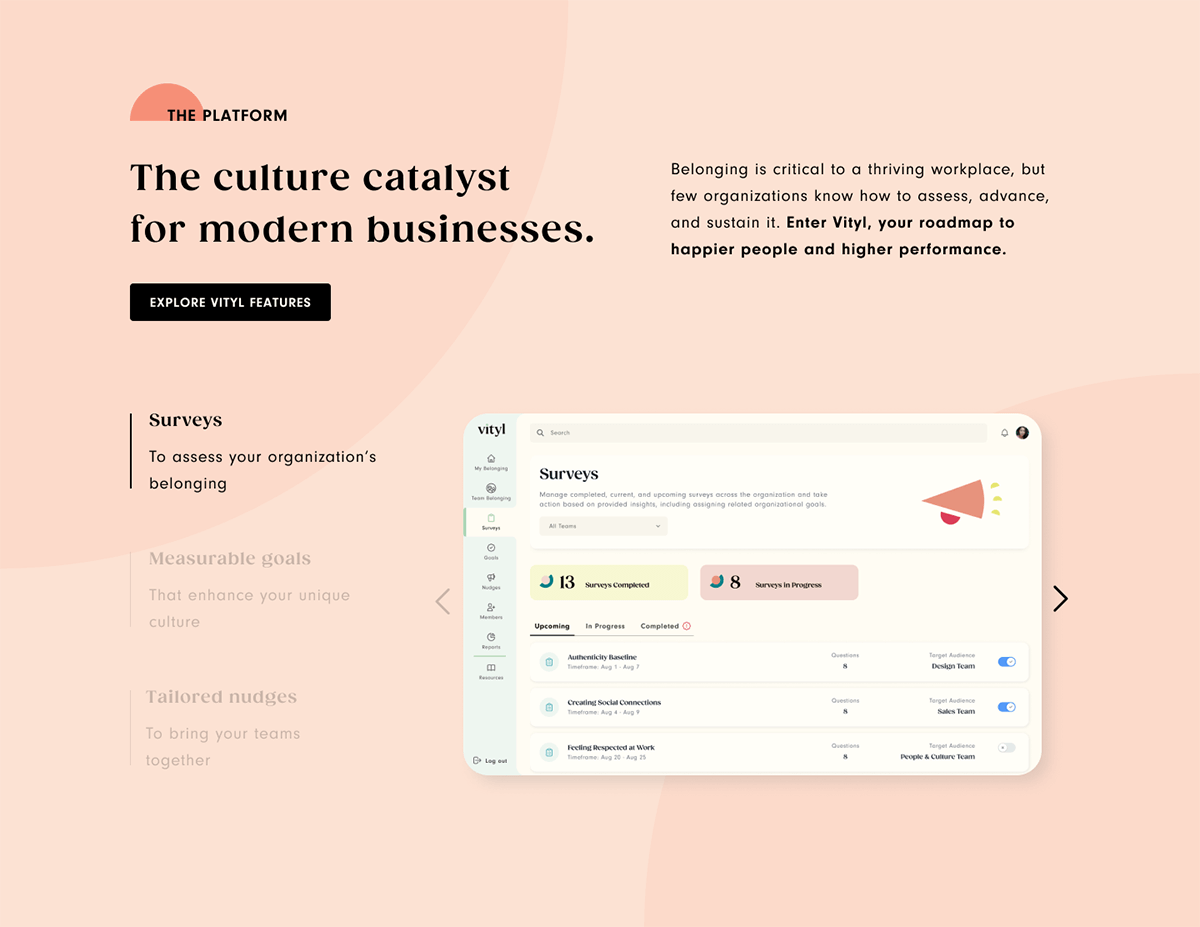 THE PLATFORM
The culture catalyst
for modern businesses.
Belonging is critical to a thriving workplace, but
few organizations know how to assess, advance,
and sustain it. Enter Vityl, your roadmap to
happier people and higher performance.
EXPLORE VITYL FEATURES
Surveys
To assess your organization’s
belonging
Measurable goals
That enhance your unique
culture
Tailored nudges
To bring your teams
together
vityl
My Belonging
Team Belonging
Surveys
Goals
Nudges
Members
Reports
Resources
Log out
Search
Surveys
Manage completed, current, and upcoming surveys across the organization and take
action based on provided insights, including assigning related organizational goals.
All Teams
13 Surveys Completed
8 Surveys in Progress
Upcoming In Progress Completed
Authenticity Baseline
Timeframe: Aug 1 - Aug 7
Questions
8
Target Audience
Design Team
Creating Social Connections
Timeframe: Aug 4 - Aug 9
Questions
8
Target Audience
Sales Team
Feeling Respected at Work
Timeframe: Aug 20 - Aug 25
Questions
8
Target Audience
People & Culture Team